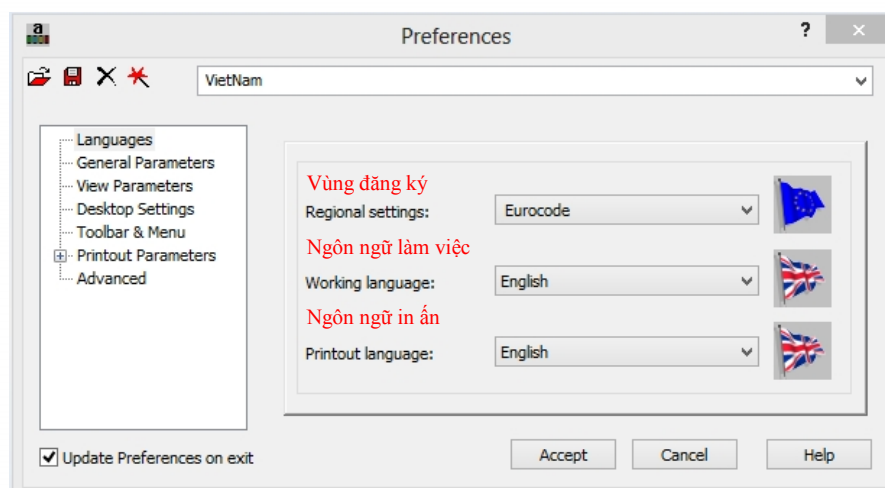 a
Preferences
?
×
VietNam
Languages
General Parameters
View Parameters
Desktop Settings
Toolbar & Menu
Printout Parameters
Advanced
Vùng đăng ký
Regional settings: Eurocode
Ngôn ngữ làm việc
Working language: English
Ngôn ngữ in ấn
Printout language: English
Update Preferences on exit
Accept Cancel Help